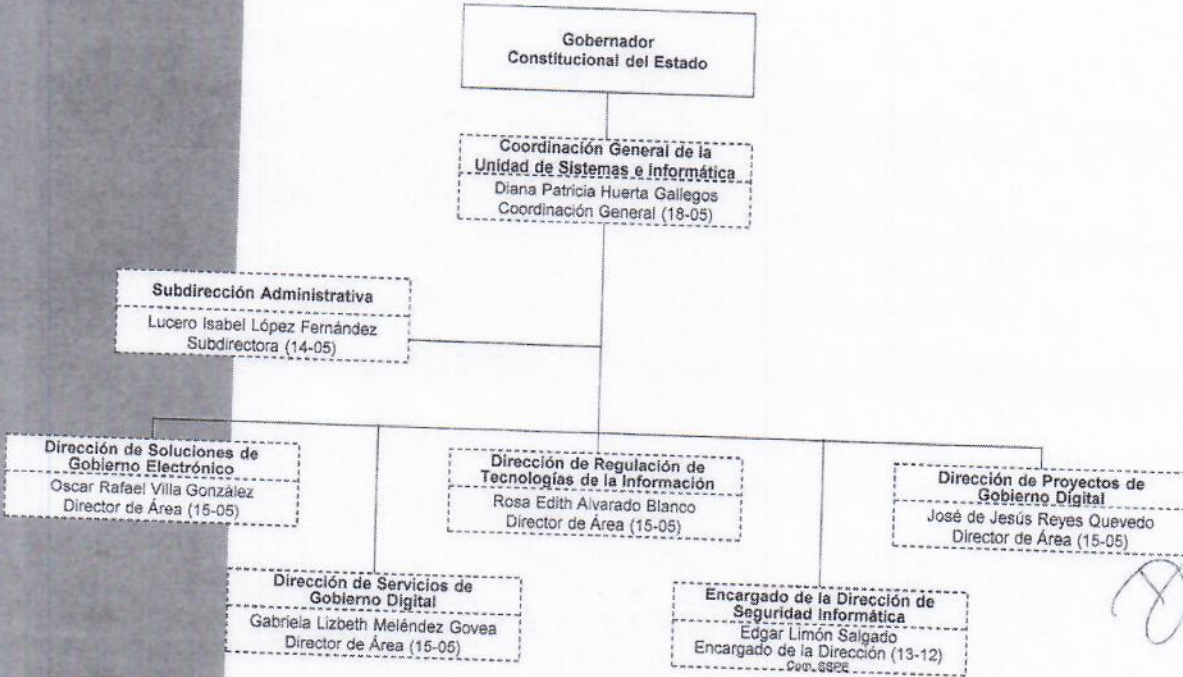 Gobernador
Constitucional del Estado
Coordinación General de la
Unidad de Sistemas e Informática
Diana Patricia Huerta Gallegos
Coordinación General (18-05)
Subdirección Administrativa
Lucero Isabel López Fernández
Subdirectora (14-05)
Dirección de Soluciones de
Gobierno Electrónico
Oscar Rafael Villa González
Director de Área (15-05)
Dirección de Regulación de
Tecnologías de la Información
Rosa Edith Alvarado Blanco
Director de Área (15-05)
Dirección de Proyectos de
Gobierno Digital
José de Jesús Reyes Quevedo
Director de Área (15-05)
Dirección de Servicios de
Gobierno Digital
Gabriela Lizbeth Meléndez Govea
Director de Área (15-05)
Encargado de la Dirección de
Seguridad Informática
Edgar Limón Salgado
Encargado de la Dirección (13-12)
Com. SSPE